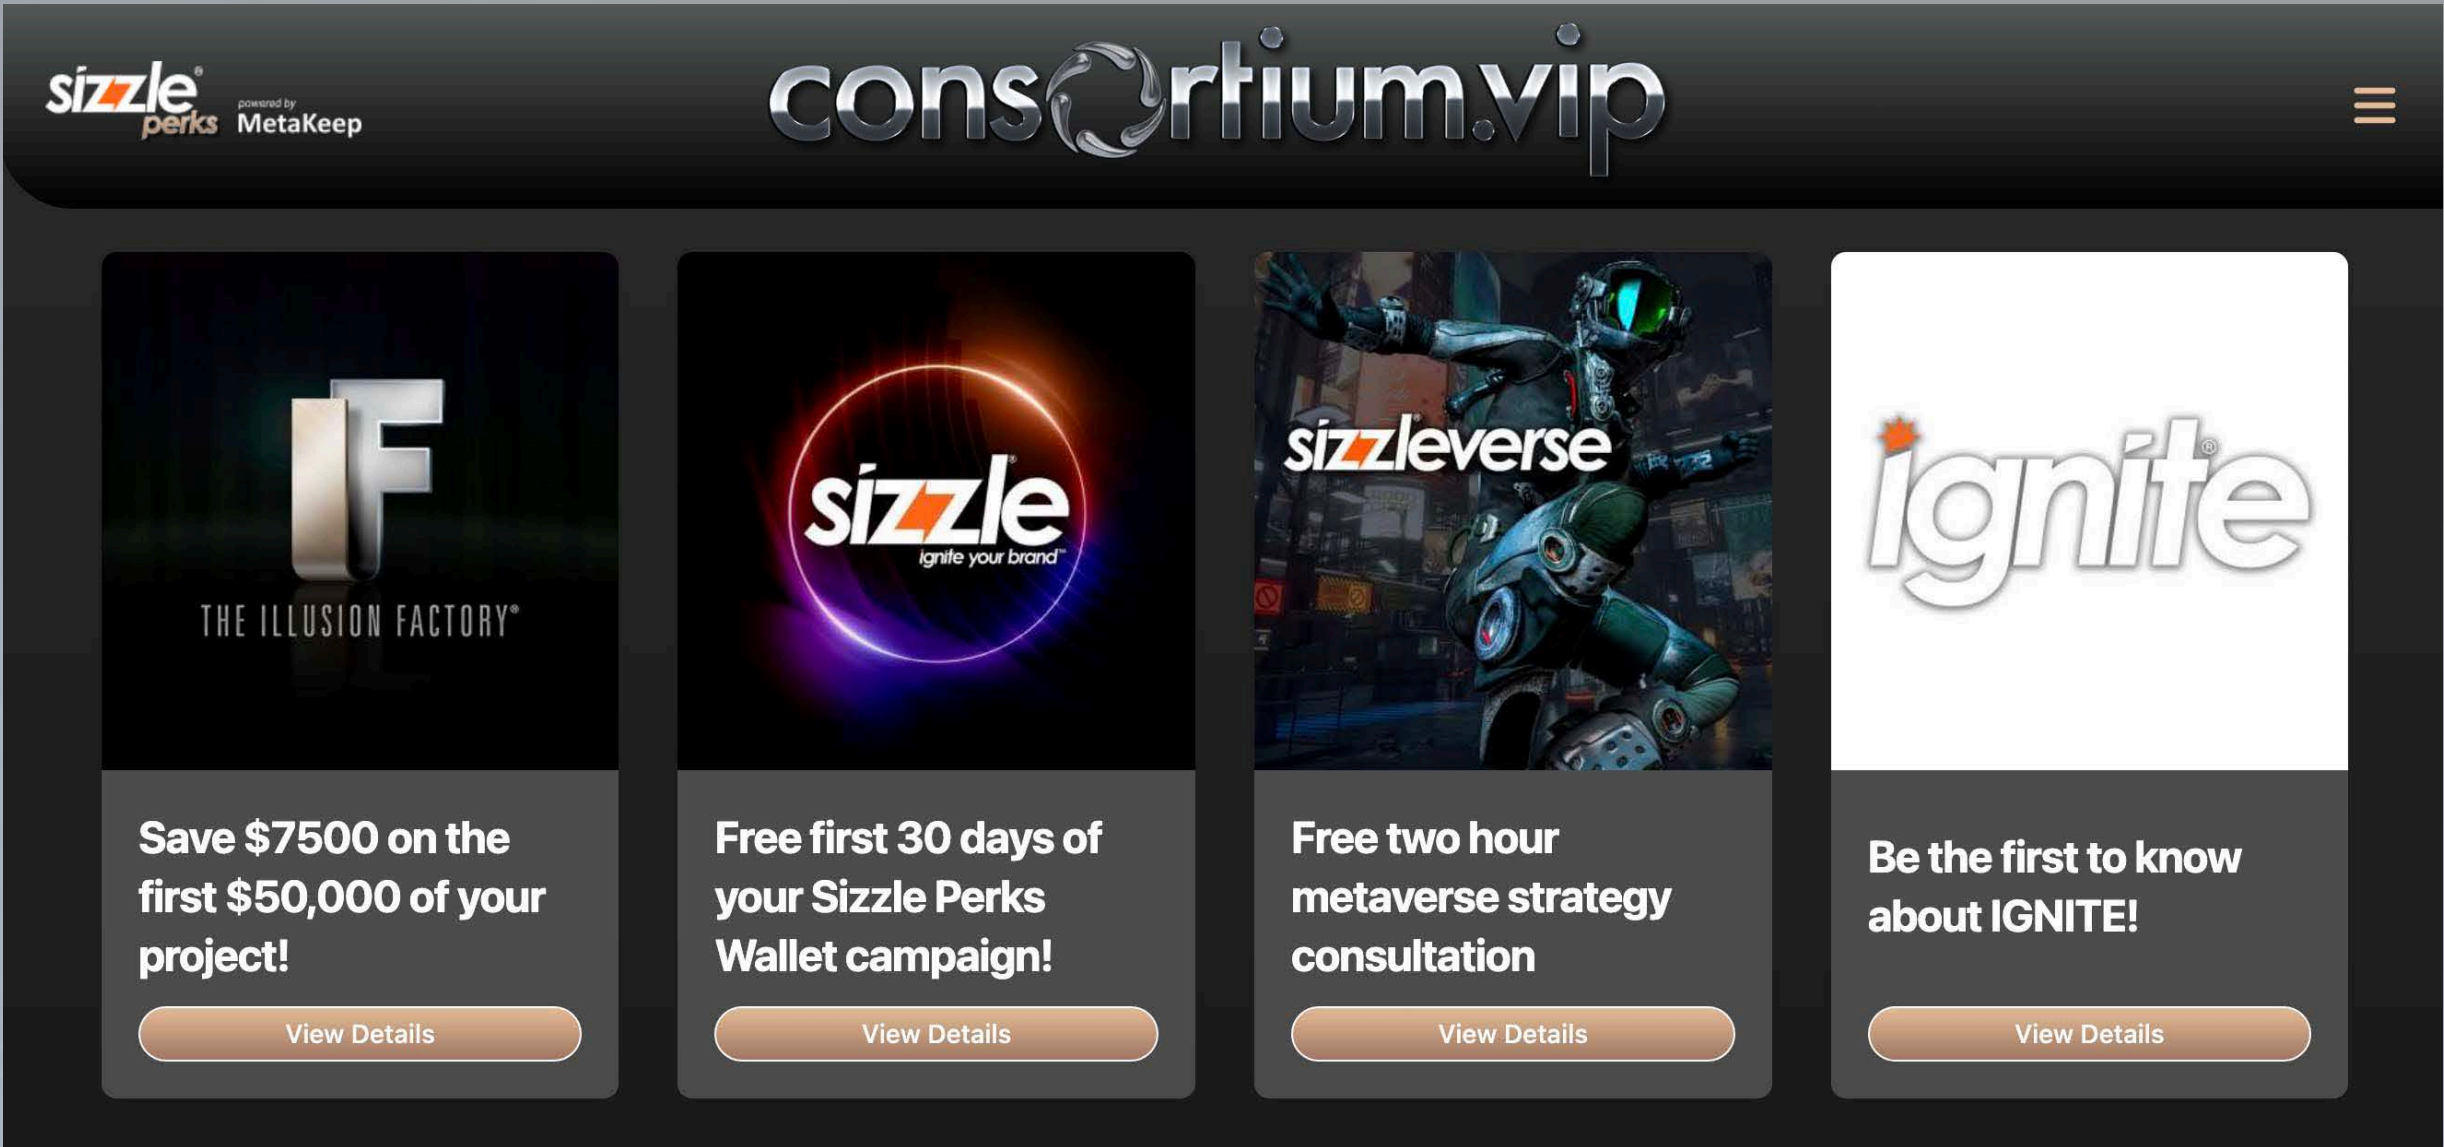 sizzle®
perks
powered by
MetaKeep
consortium.vip
IF
THE ILLUSION FACTORY®
Save $7500 on the
first $50,000 of your
project!
View Details
sizzle®
ignite your brand™
Free first 30 days of
your Sizzle Perks
Wallet campaign!
View Details
sizzleverse®
Free two hour
metaverse strategy
consultation
View Details
ignite®
Be the first to know
about IGNITE!
View Details